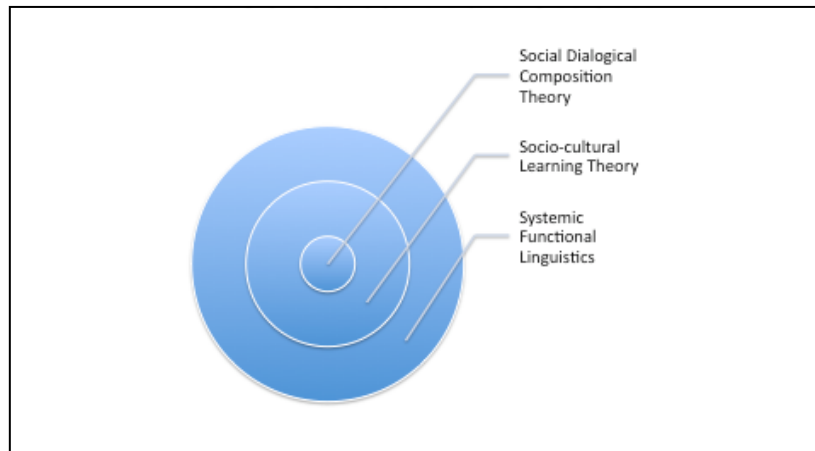 Social Dialogical
Composition
Theory
Socio-cultural
Learning Theory
Systemic
Functional
Linguistics